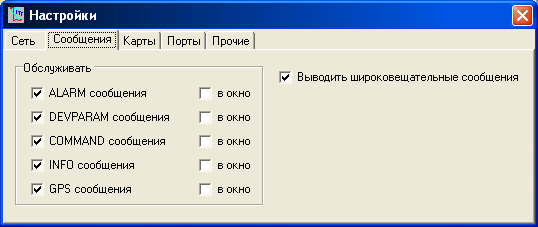 Настройки
Сеть Сообщения Карты Порты Прочие
Обслуживать
ALARM сообщения в окно Выводить широковещательные сообщения
DEVPARAM сообщения в окно
COMMAND сообщения в окно
INFO сообщения в окно
GPS сообщения в окно